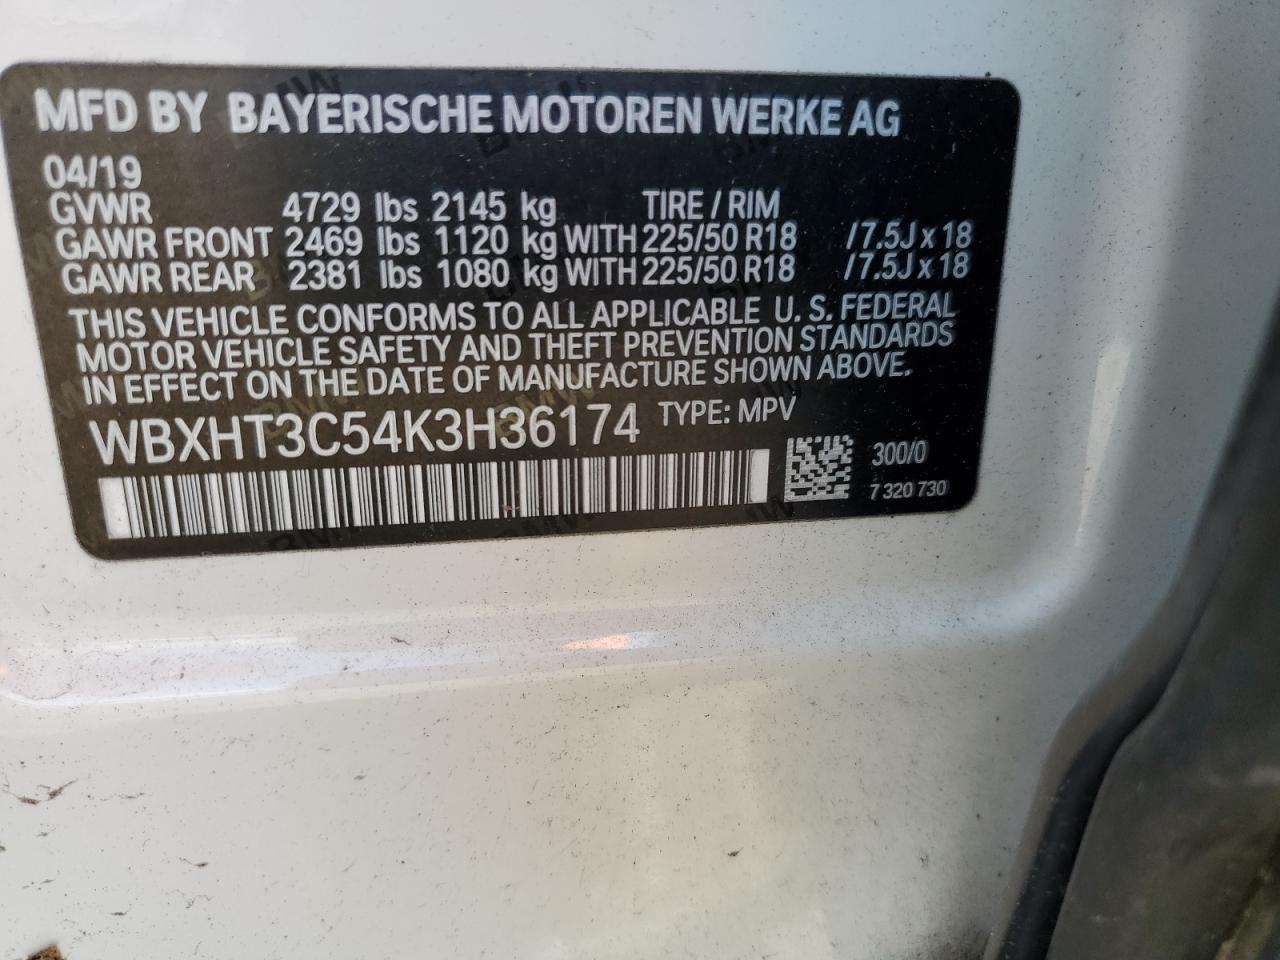 MFD BY BAYERISCHE MOTOREN WERKE AG
04/19
GVWR 4729 lbs 2145 kg TIRE / RIM
GAWR FRONT 2469 lbs 1120 kg WITH 225/50 R18 /7.5J x 18
GAWR REAR 2381 lbs 1080 kg WITH 225/50 R18 /7.5J x 18
THIS VEHICLE CONFORMS TO ALL APPLICABLE U. S. FEDERAL
MOTOR VEHICLE SAFETY AND THEFT PREVENTION STANDARDS
IN EFFECT ON THE DATE OF MANUFACTURE SHOWN ABOVE.
WBXHT3C54K3H36174 TYPE: MPV
300/0
7 320 730